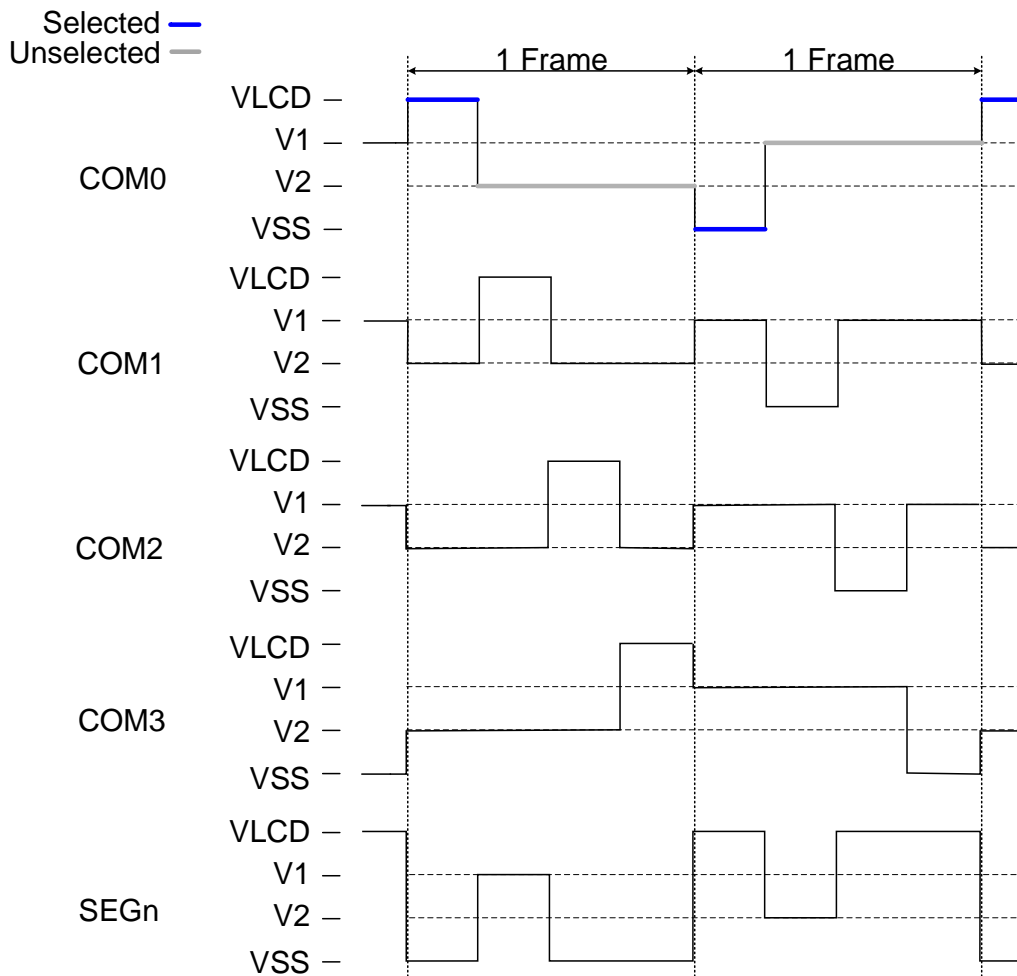 Selected
Unselected
1 Frame 1 Frame
VLCD
V1
COM0
V2
VSS
VLCD
V1
COM1
V2
VSS
VLCD
V1
COM2
V2
VSS
VLCD
V1
COM3
V2
VSS
VLCD
V1
SEGn
V2
VSS